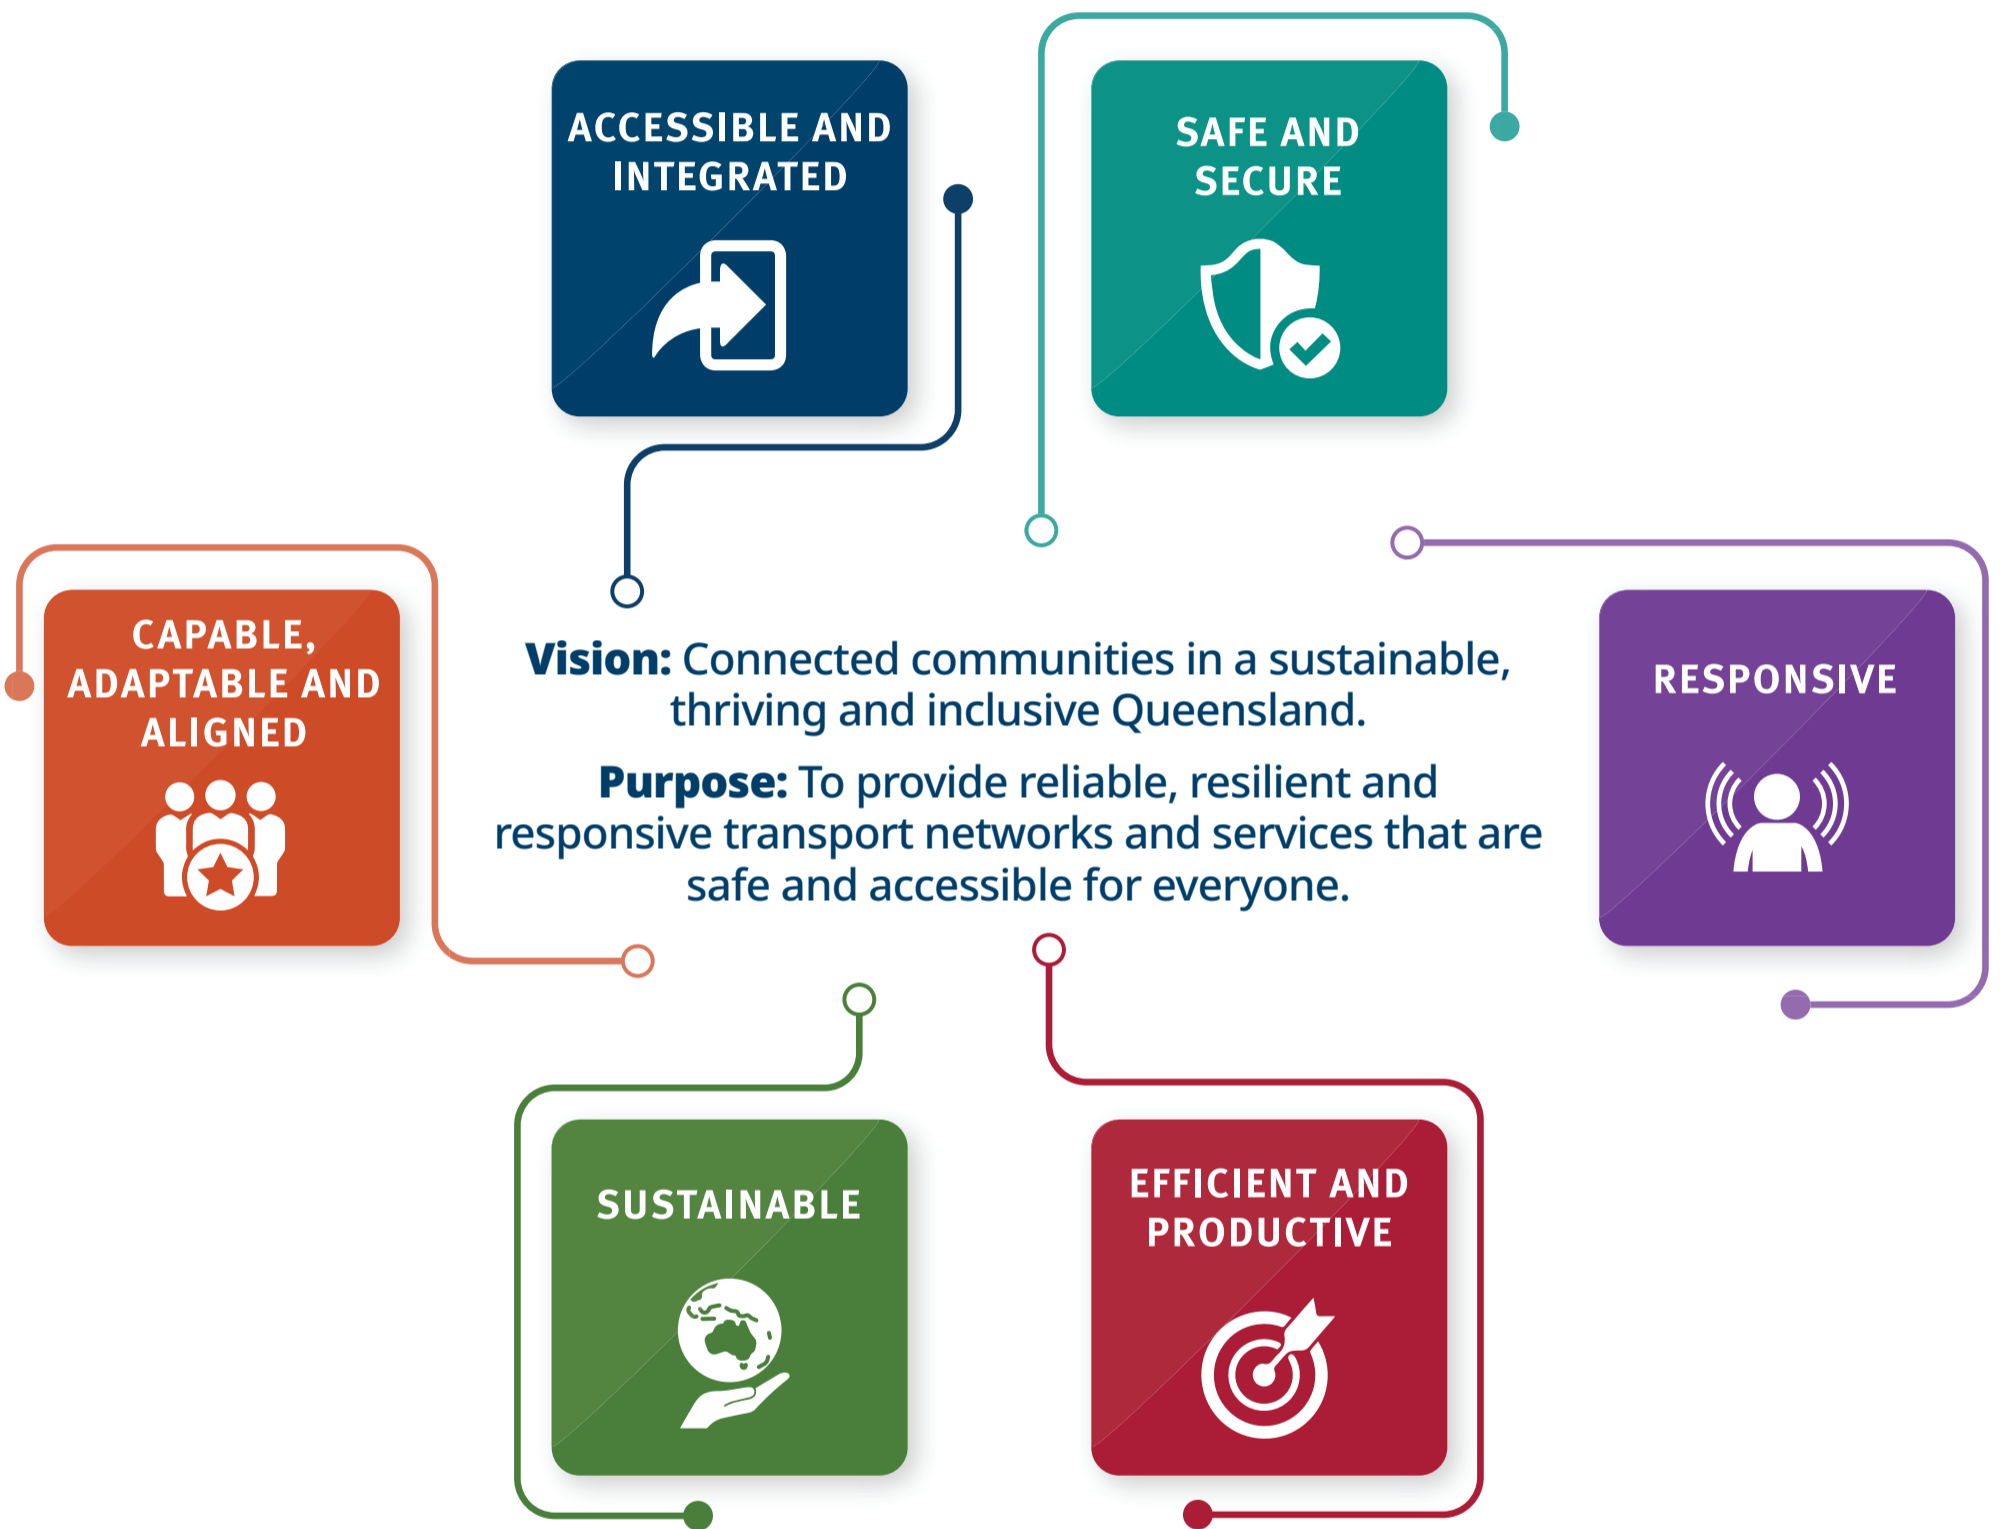 ACCESSIBLE AND
INTEGRATED
SAFE AND
SECURE
CAPABLE,
ADAPTABLE AND
ALIGNED
Vision: Connected communities in a sustainable,
thriving and inclusive Queensland.
Purpose: To provide reliable, resilient and
responsive transport networks and services that are
safe and accessible for everyone.
RESPONSIVE
SUSTAINABLE
EFFICIENT AND
PRODUCTIVE